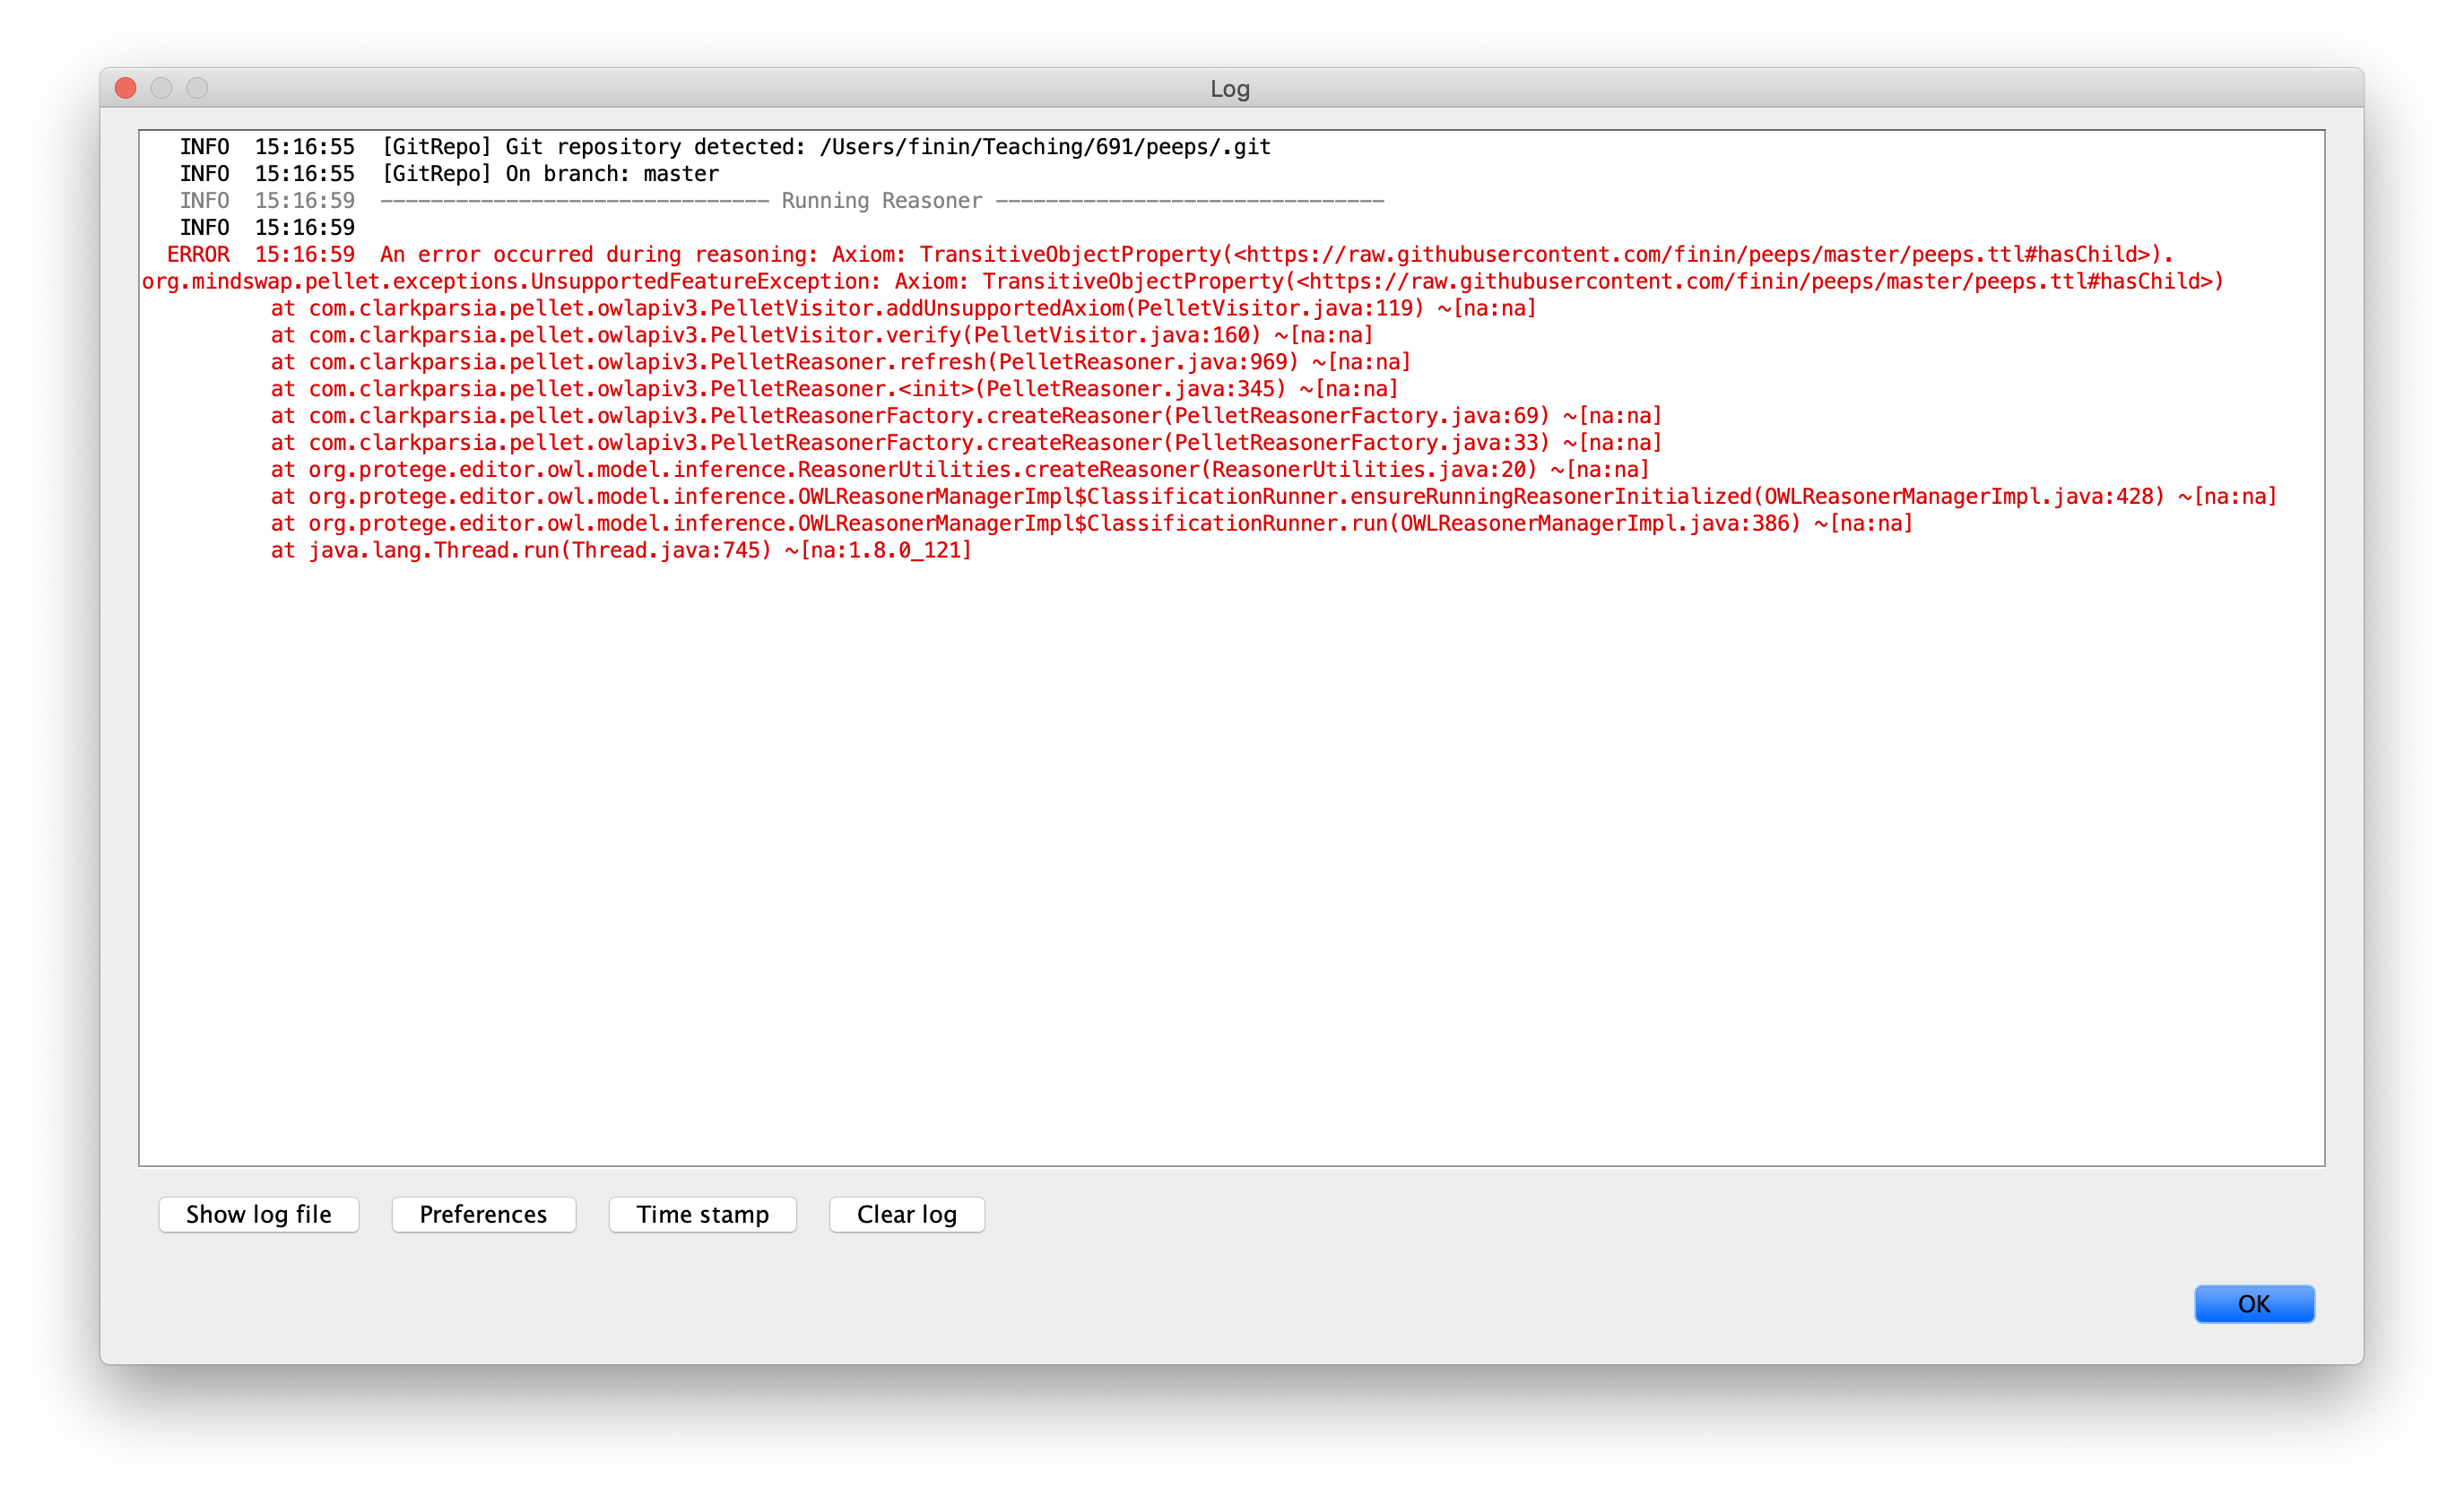 Log
INFO 15:16:55 [GitRepo] Git repository detected: /Users/finin/Teaching/691/peeps/.git
INFO 15:16:55 [GitRepo] On branch: master
INFO 15:16:59 ------------------------------- Running Reasoner -------------------------------
INFO 15:16:59
ERROR 15:16:59 An error occurred during reasoning: Axiom: TransitiveObjectProperty(<https://raw.githubusercontent.com/finin/peeps/master/peeps.ttl#hasChild>).
org.mindswap.pellet.exceptions.UnsupportedFeatureException: Axiom: TransitiveObjectProperty(<https://raw.githubusercontent.com/finin/peeps/master/peeps.ttl#hasChild>)
at com.clarkparsia.pellet.owlapiv3.PelletVisitor.addUnsupportedAxiom(PelletVisitor.java:119) ~[na:na]
at com.clarkparsia.pellet.owlapiv3.PelletVisitor.verify(PelletVisitor.java:160) ~[na:na]
at com.clarkparsia.pellet.owlapiv3.PelletReasoner.refresh(PelletReasoner.java:969) ~[na:na]
at com.clarkparsia.pellet.owlapiv3.PelletReasoner.<init>(PelletReasoner.java:345) ~[na:na]
at com.clarkparsia.pellet.owlapiv3.PelletReasonerFactory.createReasoner(PelletReasonerFactory.java:69) ~[na:na]
at com.clarkparsia.pellet.owlapiv3.PelletReasonerFactory.createReasoner(PelletReasonerFactory.java:33) ~[na:na]
at org.protege.editor.owl.model.inference.ReasonerUtilities.createReasoner(ReasonerUtilities.java:20) ~[na:na]
at org.protege.editor.owl.model.inference.OWLReasonerManagerImpl$ClassificationRunner.ensureRunningReasonerInitialized(OWLReasonerManagerImpl.java:428) ~[na:na]
at org.protege.editor.owl.model.inference.OWLReasonerManagerImpl$ClassificationRunner.run(OWLReasonerManagerImpl.java:386) ~[na:na]
at java.lang.Thread.run(Thread.java:745) ~[na:1.8.0_121]
Show log file Preferences Time stamp Clear log
OK